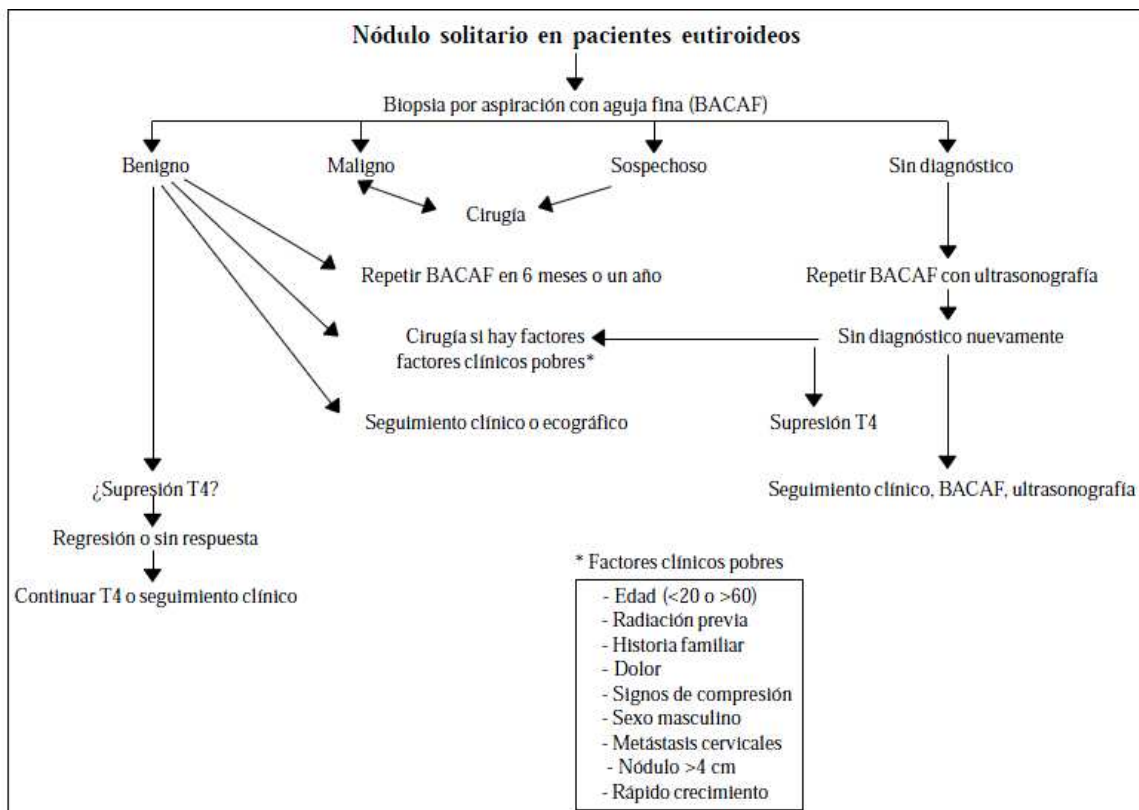 Nódulo solitario en pacientes eutiroideos
Biopsia por aspiración con aguja fina (BACAF)
Benigno
Maligno
Sospechoso
Sin diagnóstico
Cirugía
Repetir BACAF en 6 meses o un año
Repetir BACAF con ultrasonografía
Cirugía si hay factores
factores clínicos pobres*
Sin diagnóstico nuevamente
Seguimiento clínico o ecográfico
Supresión T4
¿Supresión T4?
Seguimiento clínico, BACAF, ultrasonografía
Regresión o sin respuesta
Continuar T4 o seguimiento clínico
* Factores clínicos pobres
- Edad (<20 o >60)
- Radiación previa
- Historia familiar
- Dolor
- Signos de compresión
- Sexo masculino
- Metástasis cervicales
- Nódulo >4 cm
- Rápido crecimiento